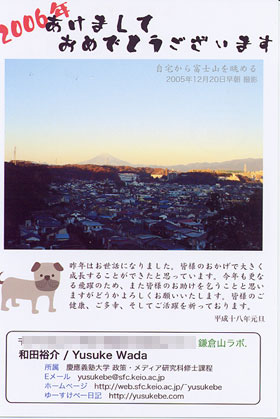 2006年
あけまして
おめでとうございます
自宅から富士山を眺める
2005年12月20日早朝 撮影
昨年はお世話になりました。皆様のおかげで大きく
成長することができたと思っています。今年も更な
る飛躍のため、また皆様のお助けを乞うことと思い
ますがどうかよろしくお願いいたします。皆様のご健
康、ご多幸、そしてご活躍を祈っております。
平成十八年元旦
〒
鎌倉山ラボ.
和田裕介 / Yusuke Wada
所属 慶應義塾大学 政策・メディア研究科修士課程
Eメール yusukebe@sfc.keio.ac.jp
ホームページ http://web.sfc.keio.ac.jp/~yusukebe
ゆーすけべー日記 http://yusukebe.com